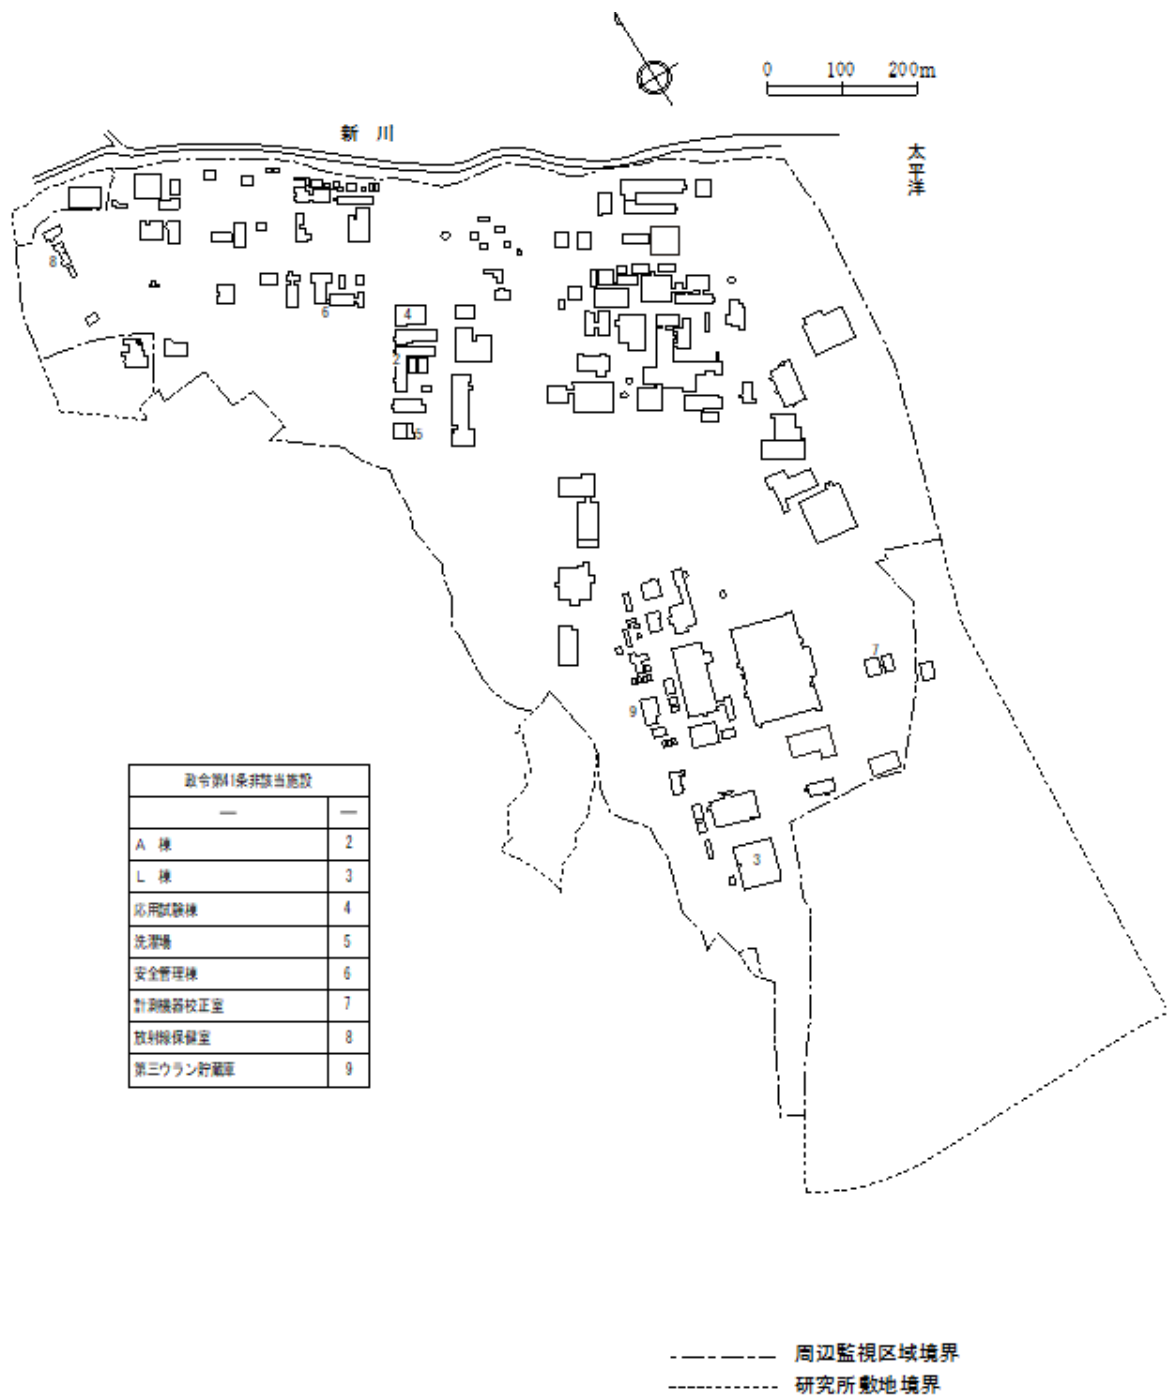 0 100 200m
新 川
太平洋
8
6
4
2
5
7
9
3
政令第41条非該当施設
— —
A 棟 2
L 棟 3
応用試験棟 4
洗濯場 5
安全管理棟 6
計測機器校正室 7
放射線保健室 8
第三ウラン貯蔵庫 9
周辺監視区域境界
研究所敷地境界